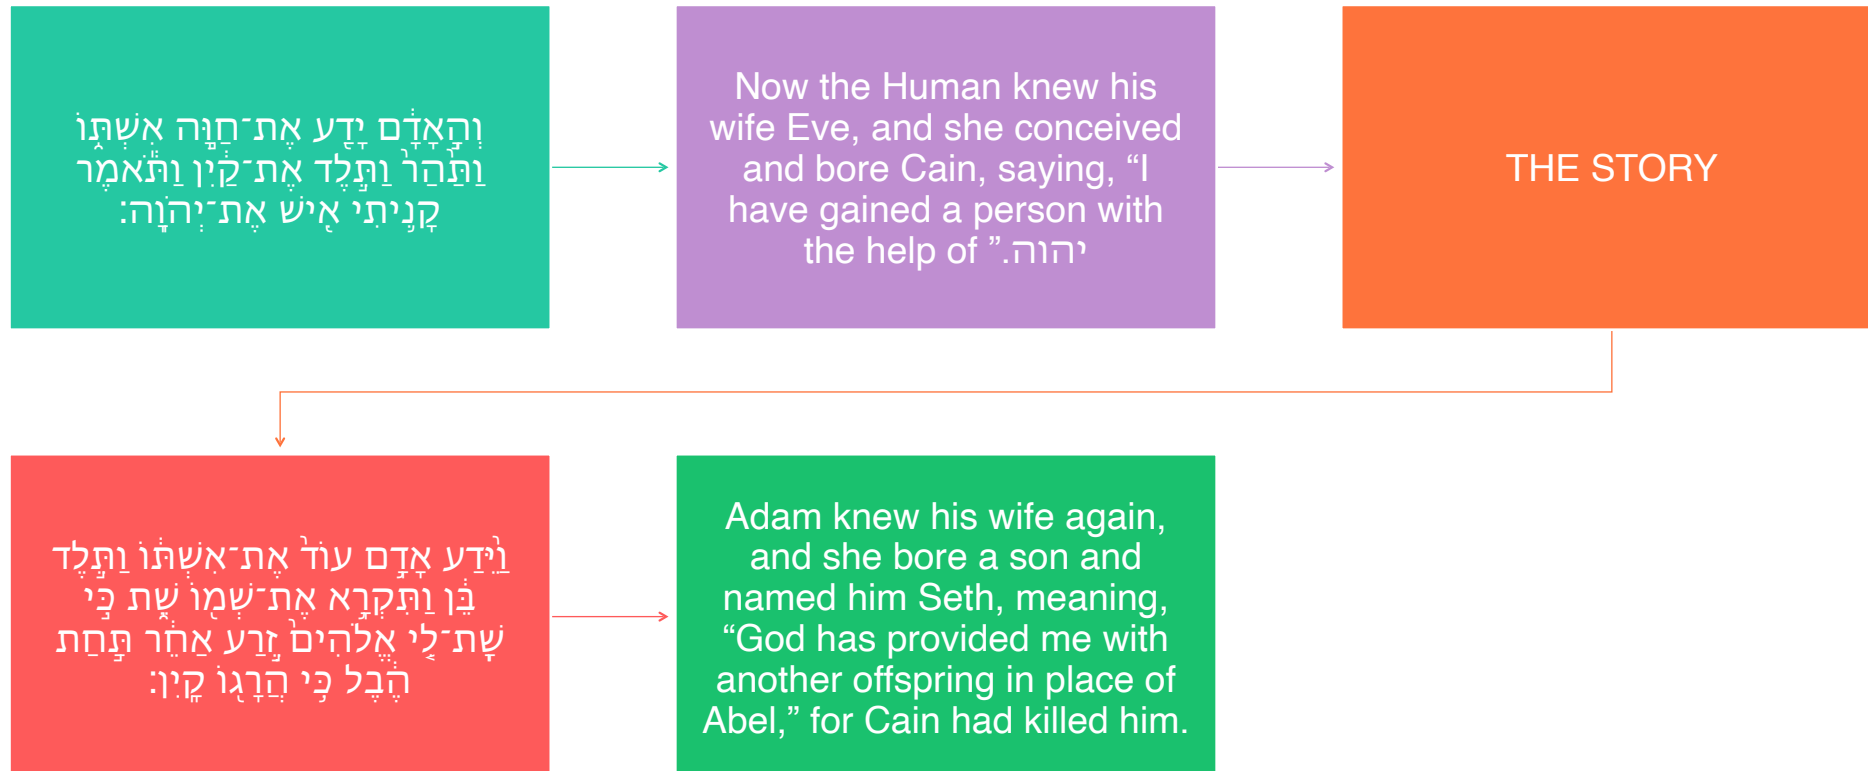 וְהָ֣אָדָ֔ם יָדַ֖ע אֶת־חַוָּ֣ה אִשְׁתּ֑וֹ
וַתַּ֙הַר֙ וַתֵּ֣לֶד אֶת־קַ֔יִן וַתֹּ֕אמֶר
קָנִ֥יתִי אִ֖ישׁ אֶת־יְהֹוָֽה׃
Now the Human knew his
wife Eve, and she conceived
and bore Cain, saying, “I
have gained a person with
the help of יהוה.”
THE STORY
וַיֵּ֨דַע אָדָ֥ם עוֹד֙ אֶת־אִשְׁתּ֔וֹ וַתֵּ֣לֶד
בֵּ֔ן וַתִּקְרָ֥א אֶת־שְׁמ֖וֹ שֵׁ֑ת כִּ֣י
שָֽׁת־לִ֤י אֱלֹהִים֙ זֶ֣רַע אַחֵ֔ר תַּ֣חַת
הֶ֔בֶל כִּ֥י הֲרָג֖וֹ קָֽיִן׃
Adam knew his wife again,
and she bore a son and
named him Seth, meaning,
“God has provided me with
another offspring in place of
Abel,” for Cain had killed him.